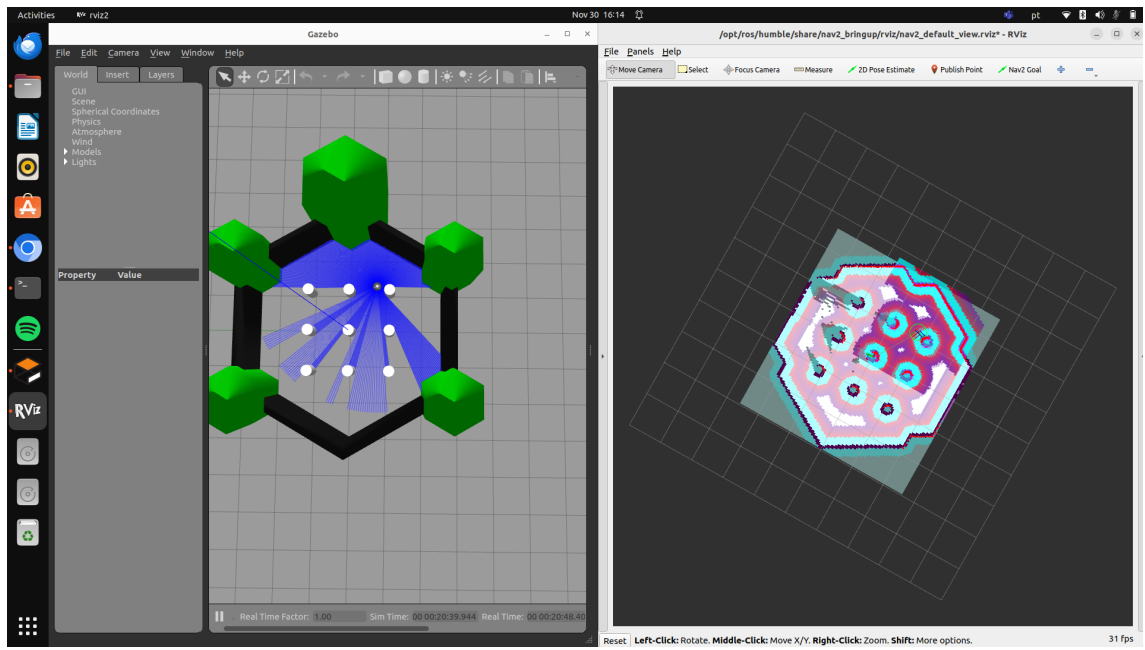 Activities
rviz2
Nov 30 16:14
pt
Gazebo
/opt/ros/humble/share/nav2_bringup/rviz/nav2_default_view.rviz* - RViz
File Edit Camera View Window Help
File Panels Help
World Insert Layers
Move Camera Select Focus Camera Measure 2D Pose Estimate Publish Point Nav2 Goal
GUI
Scene
Spherical Coordinates
Physics
Atmosphere
Wind
Models
Lights
Property Value
RViz
Real Time Factor: 1.00 Sim Time: 00 00:20:39.944 Real Time: 00 00:20:48.40
Reset Left-Click: Rotate. Middle-Click: Move X/Y. Right-Click: Zoom. Shift: More options. 31 fps